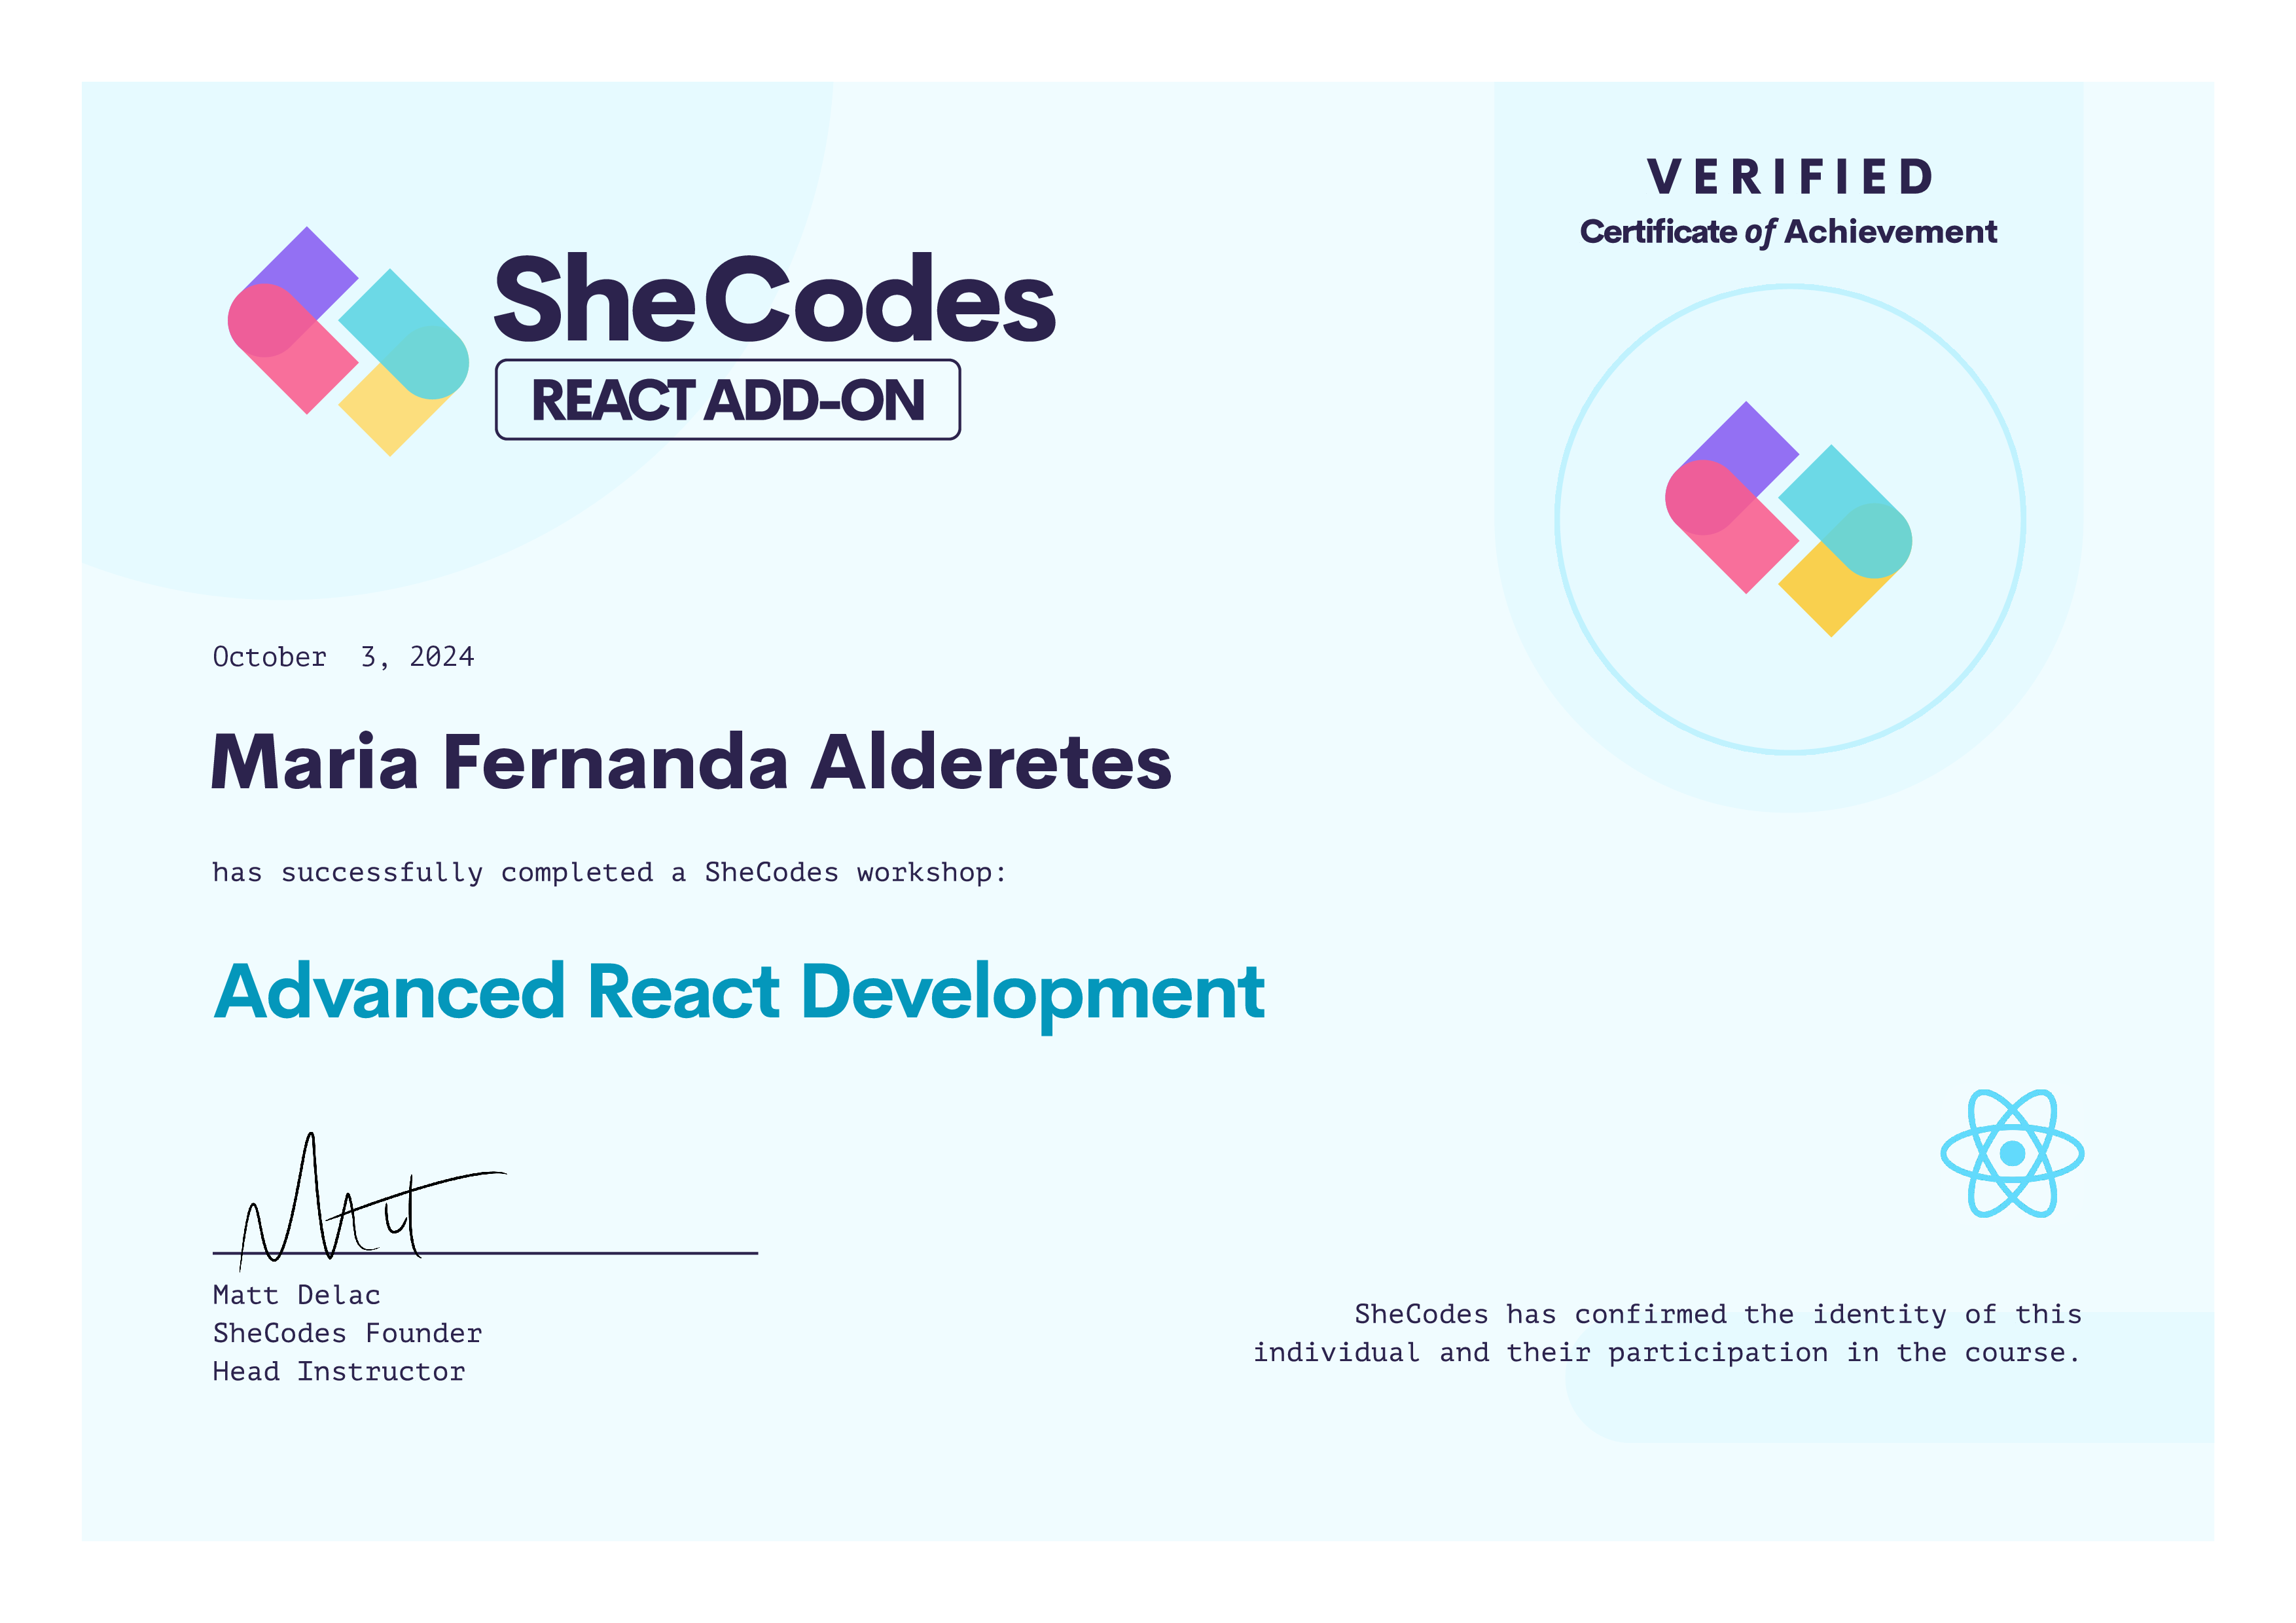 SheCodes
REACT ADD-ON
VERIFIED
Certificate of Achievement
October  3, 2024
Maria Fernanda Alderetes
has successfully completed a SheCodes workshop:
Advanced React Development
Matt
Matt Delac
SheCodes Founder
Head Instructor
SheCodes has confirmed the identity of this
individual and their participation in the course.